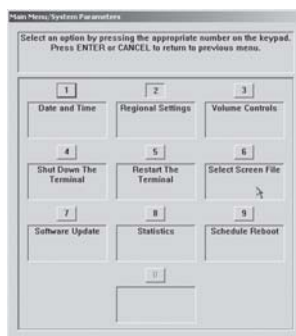 Main Menu/System Parameters
Select an option by pressing the appropriate
number on the keypad.
Press ENTER or CANCEL to return to
previous menu.
1
2
3
Date and Time
Regional Settings
Volume Controls
4
5
6
Shut Down The
Terminal
Restart The
Terminal
Select Screen File
7
8
9
Software Update
Statistics
Schedule Reboot
0